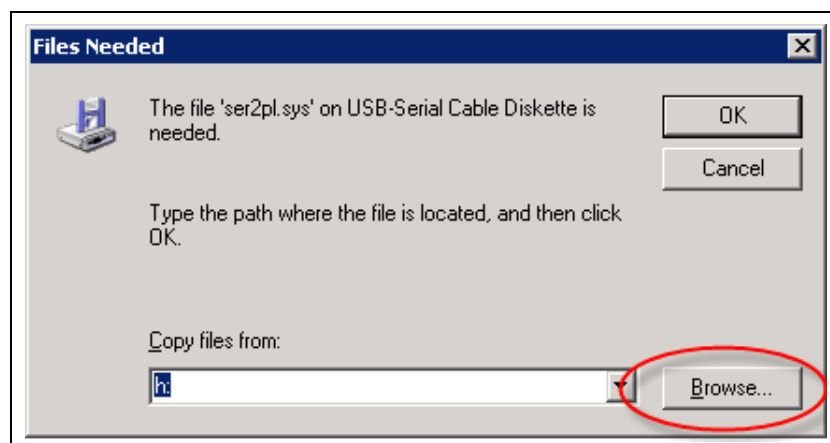 Files Needed
The file 'ser2pl.sys' on USB-Serial Cable Diskette is
needed.
OK
Cancel
Type the path where the file is located, and then click
OK.
Copy files from:
h:
Browse...